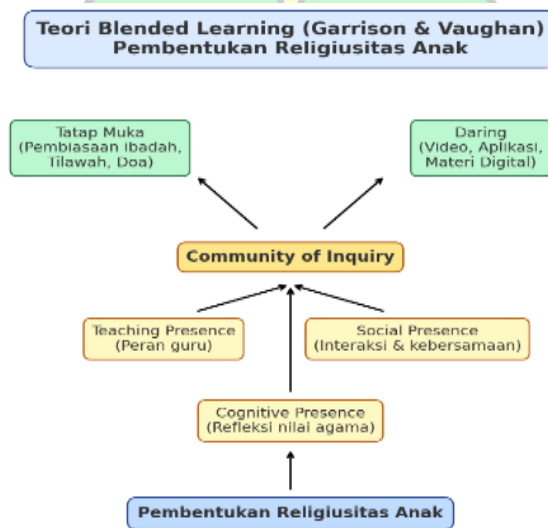 Teori Blended Learning (Garrison & Vaughan)
Pembentukan Religiusitas Anak
Tatap Muka
(Pembiasaan ibadah,
Tilawah, Doa)
Daring
(Video, Aplikasi,
Materi Digital)
Community of Inquiry
Teaching Presence
(Peran guru)
Social Presence
(Interaksi & kebersamaan)
Cognitive Presence
(Refleksi nilai agama)
Pembentukan Religiusitas Anak